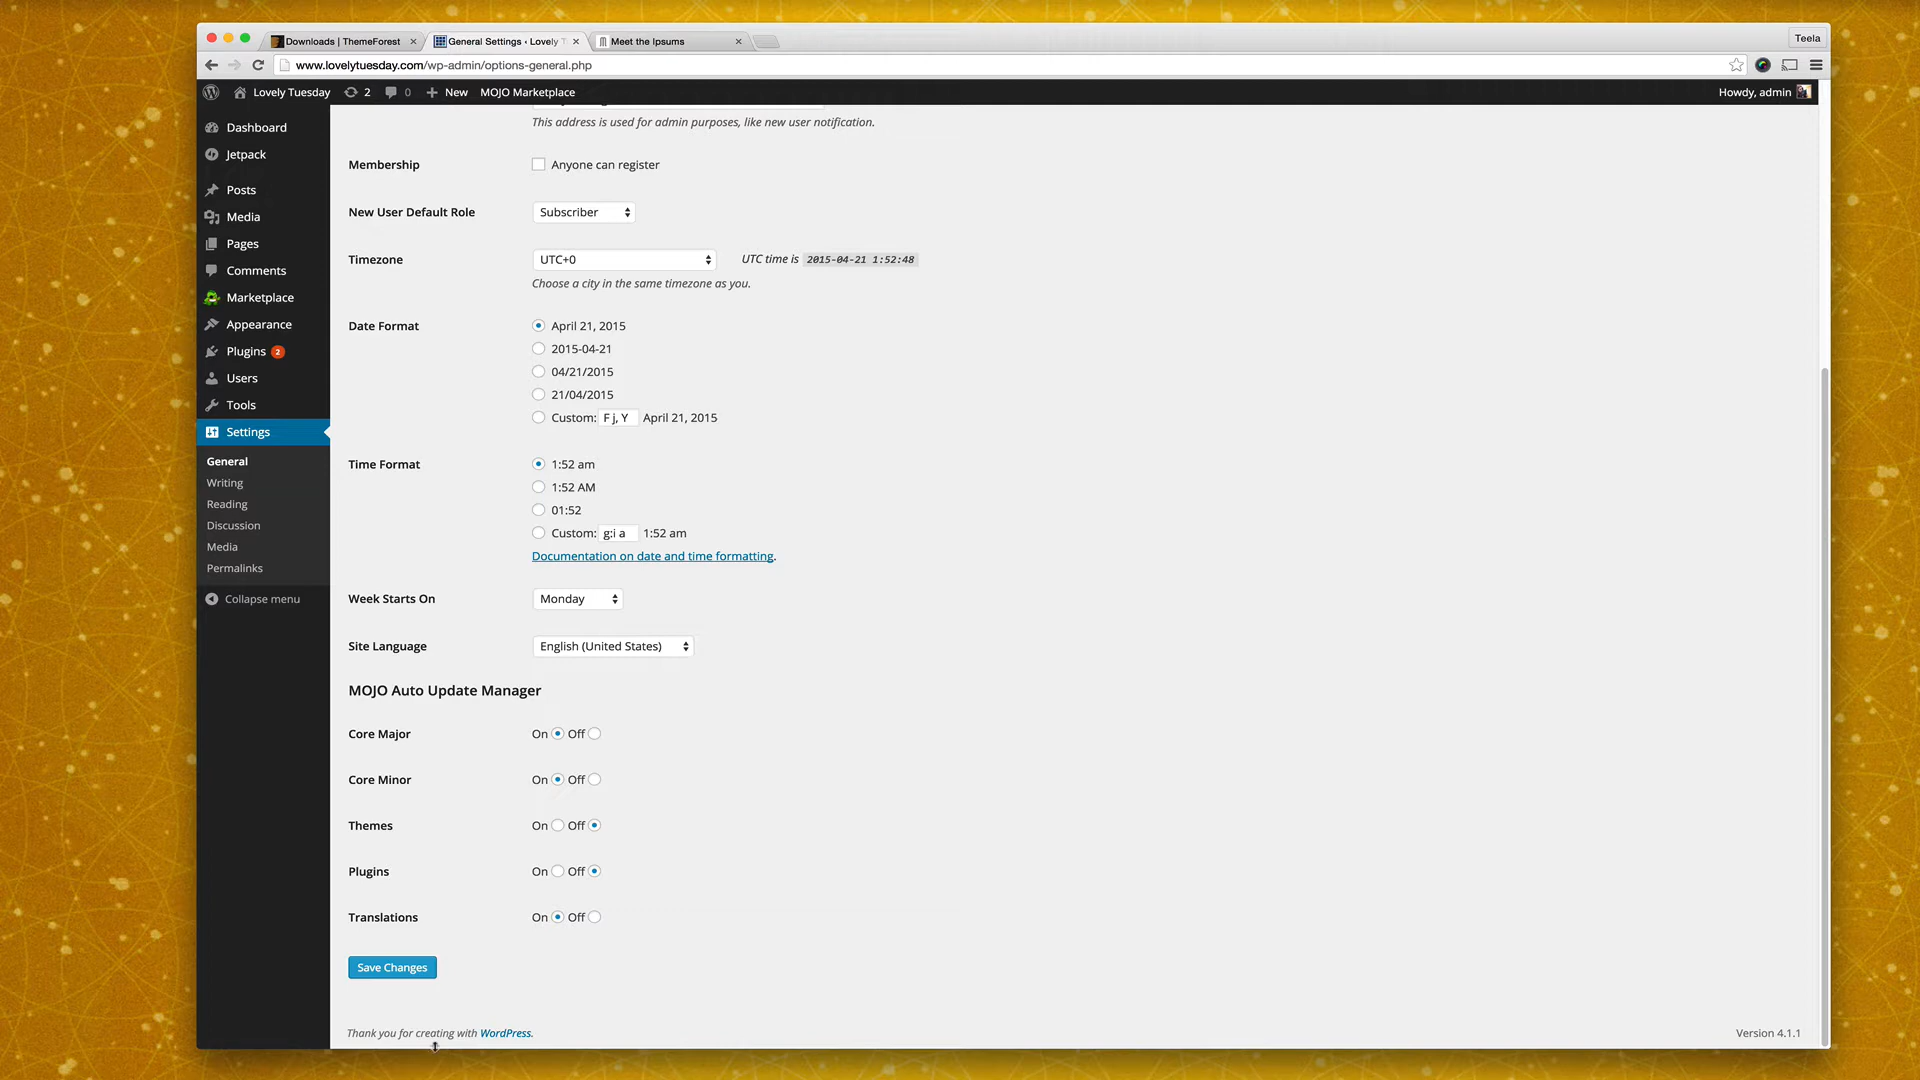 Downloads | ThemeForest
General Settings ‹ Lovely T
Meet the Ipsums
Teela
www.lovelytuesday.com/wp-admin/options-general.php
Lovely Tuesday 2 0 New MOJO Marketplace Howdy, admin
Dashboard
Jetpack
Posts
Media
Pages
Comments
Marketplace
Appearance
Plugins 2
Users
Tools
Settings
General
Writing
Reading
Discussion
Media
Permalinks
Collapse menu
This address is used for admin purposes, like new user notification.
Membership Anyone can register
New User Default Role Subscriber
Timezone UTC+0 UTC time is 2015-04-21 1:52:48
Choose a city in the same timezone as you.
Date Format April 21, 2015
2015-04-21
04/21/2015
21/04/2015
Custom: F j, Y April 21, 2015
Time Format 1:52 am
1:52 AM
01:52
Custom: g:i a 1:52 am
Documentation on date and time formatting.
Week Starts On Monday
Site Language English (United States)
MOJO Auto Update Manager
Core Major On Off
Core Minor On Off
Themes On Off
Plugins On Off
Translations On Off
Save Changes
Thank you for creating with WordPress. Version 4.1.1